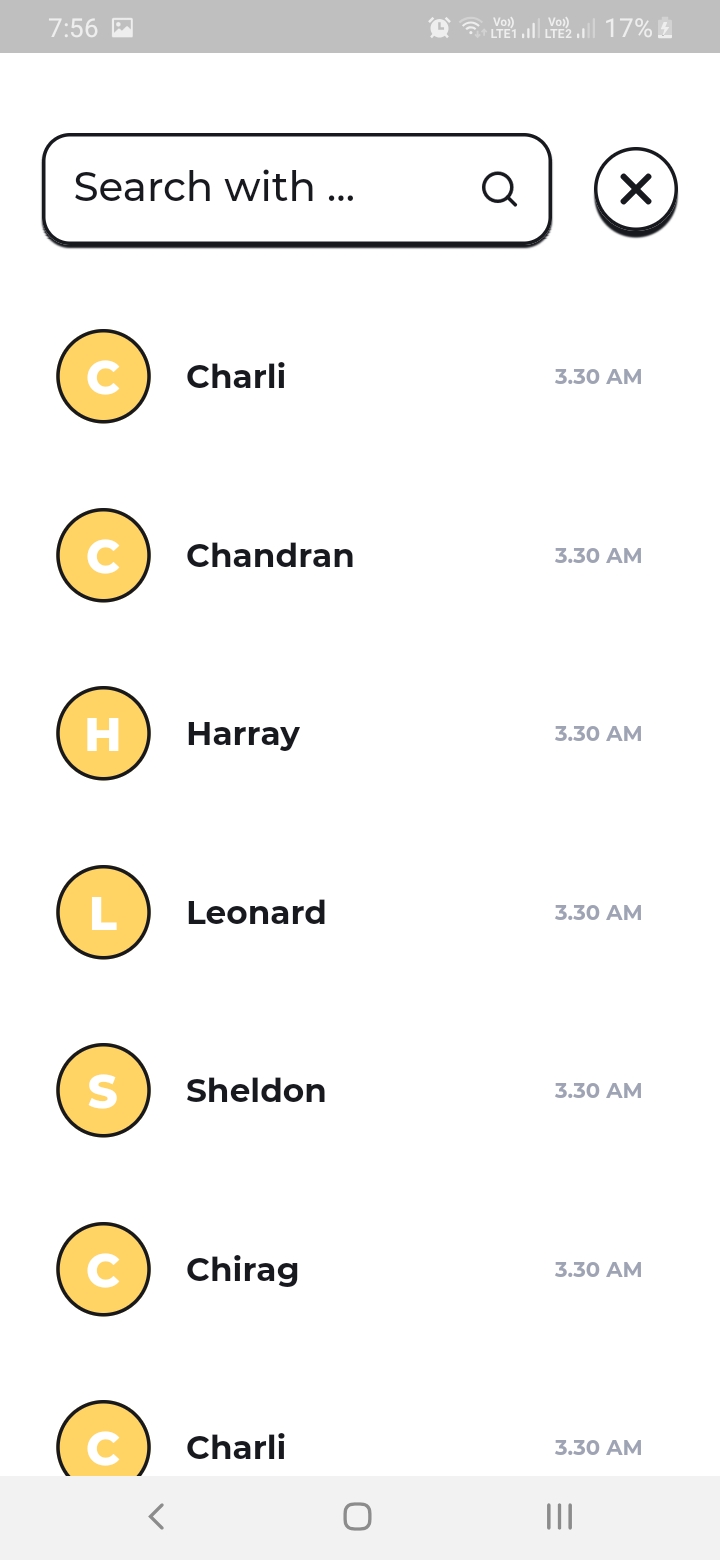 7:56 Vo)) LTE1 Vo)) LTE2 17%
Search with ...
C Charli 3.30 AM
C Chandran 3.30 AM
H Harray 3.30 AM
L Leonard 3.30 AM
S Sheldon 3.30 AM
C Chirag 3.30 AM
C Charli 3.30 AM